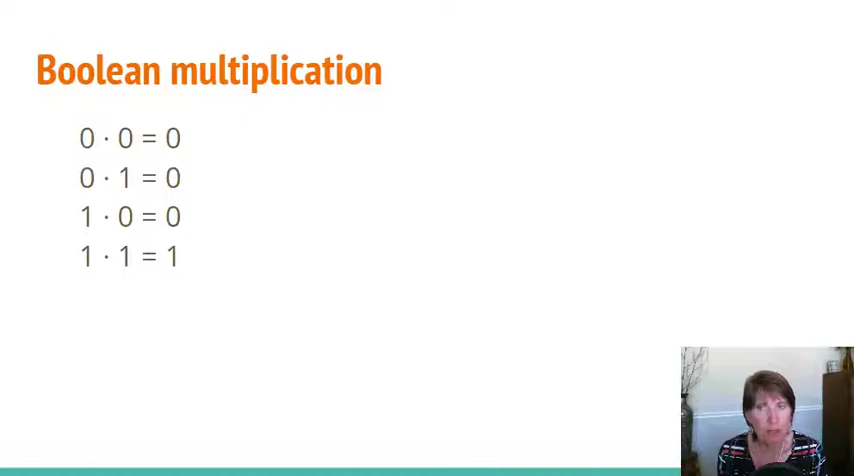 Boolean multiplication
0 · 0 = 0
0 · 1 = 0
1 · 0 = 0
1 · 1 = 1